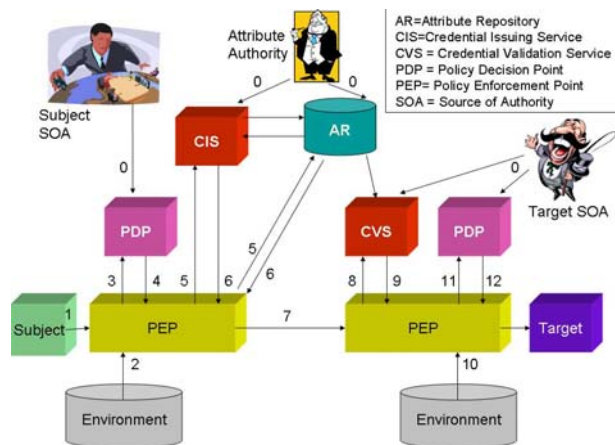 Attribute
Authority
AR=Attribute Repository
CIS=Credential Issuing Service
CVS = Credential Validation Service
PDP = Policy Decision Point
PEP= Policy Enforcement Point
SOA = Source of Authority
Subject
SOA
0
0
CIS
AR
0
0
Target SOA
PDP
CVS
PDP
5
6
3
4
5
6
8
9
11
12
Subject
1
PEP
7
PEP
Target
2
10
Environment
Environment